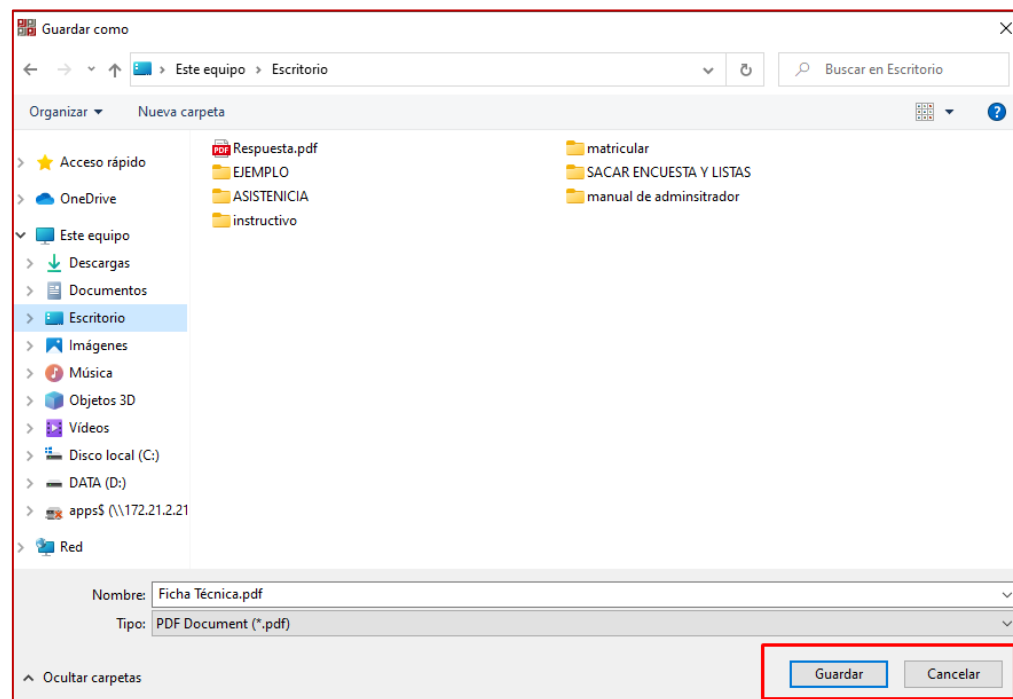 Guardar como
Este equipo > Escritorio
Buscar en Escritorio
Organizar
Nueva carpeta
Acceso rápido
OneDrive
Este equipo
Descargas
Documentos
Escritorio
Imágenes
Música
Objetos 3D
Vídeos
Disco local (C:)
DATA (D:)
apps$ (\\172.21.2.21
Red
PDF
Respuesta.pdf
EJEMPLO
ASISTENICIA
instructivo
matricular
SACAR ENCUESTA Y LISTAS
manual de adminsitrador
Nombre: Ficha Técnica.pdf
Tipo: PDF Document (*.pdf)
Ocultar carpetas
Guardar
Cancelar